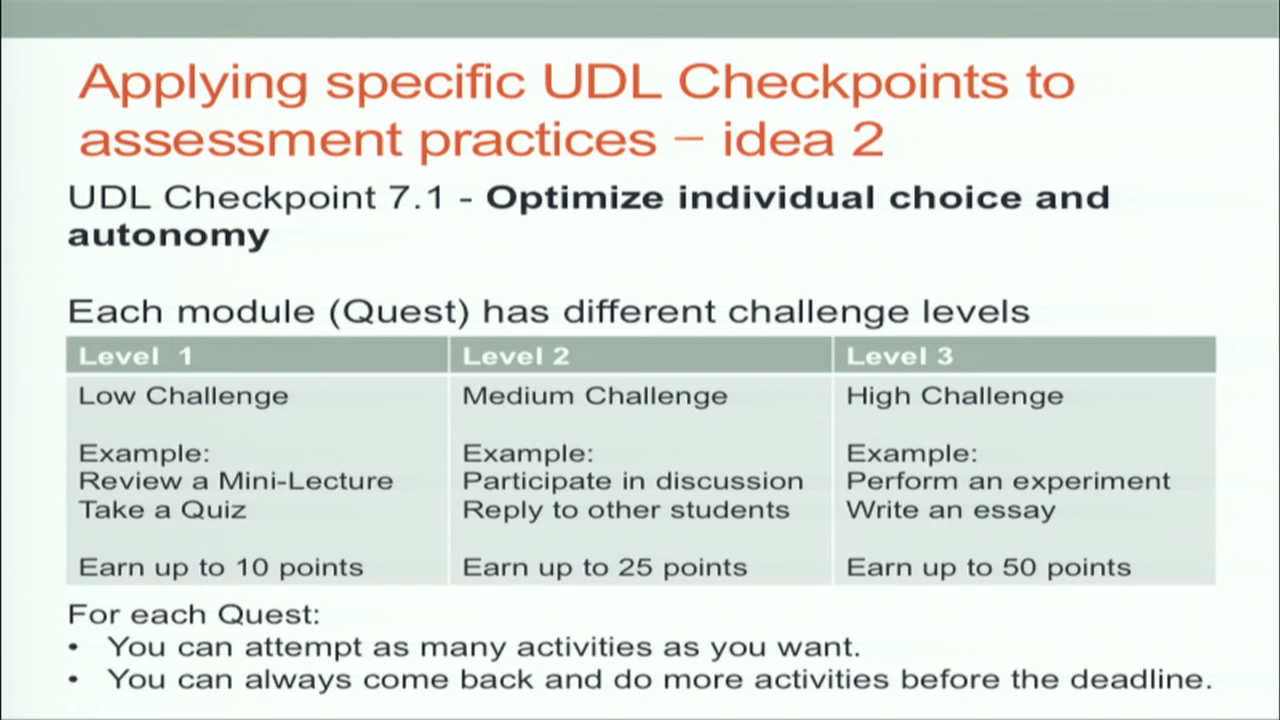 Applying specific UDL Checkpoints to
assessment practices – idea 2
UDL Checkpoint 7.1 - Optimize individual choice and
autonomy
Each module (Quest) has different challenge levels
Level 1
Low Challenge
Example:
Review a Mini-Lecture
Take a Quiz
Earn up to 10 points
Level 2
Medium Challenge
Example:
Participate in discussion
Reply to other students
Earn up to 25 points
Level 3
High Challenge
Example:
Perform an experiment
Write an essay
Earn up to 50 points
For each Quest:
• You can attempt as many activities as you want.
• You can always come back and do more activities before the deadline.